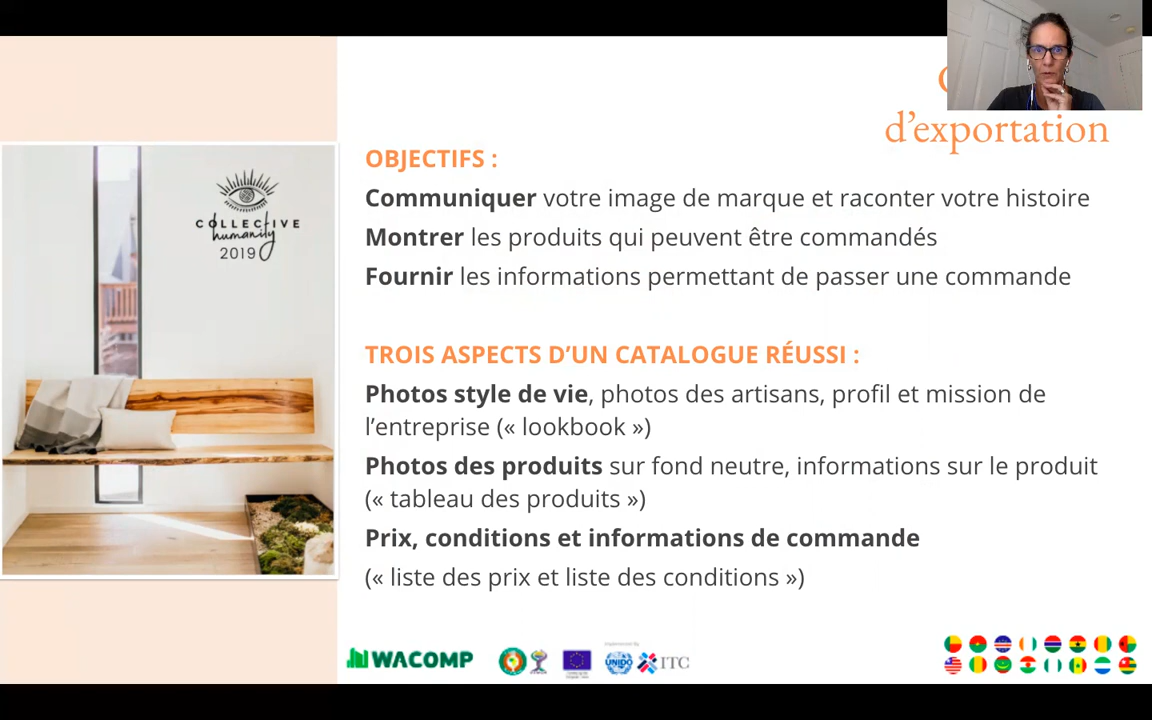 d’exportation
COLLECTIVE
humanity
2019
OBJECTIFS :
Communiquer votre image de marque et raconter votre histoire
Montrer les produits qui peuvent être commandés
Fournir les informations permettant de passer une commande
TROIS ASPECTS D’UN CATALOGUE RÉUSSI :
Photos style de vie, photos des artisans, profil et mission de
l’entreprise (« lookbook »)
Photos des produits sur fond neutre, informations sur le produit
(« tableau des produits »)
Prix, conditions et informations de commande
(« liste des prix et liste des conditions »)
WACOMP
Implemented By
UNIDO
ITC